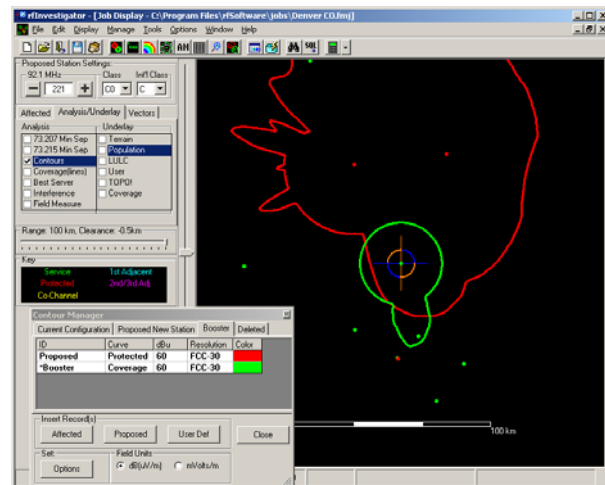 rfInvestigator - [Job Display - C:\Program Files\rfSoftware\jobs\Denver CO.fmj]
File Edit Display Manage Tools Options Window Help
AM SQL
Proposed Station Settings:
92.1 MHz Class Int'l Class
221 C0 C
Affected Analysis/Underlay Vectors
Analysis Underlay
73.207 Min Sep Terrain
73.215 Min Sep Population
Contours LULC
Coverage(lines) User
Best Server TOPO!
Interference Coverage
Field Measure
Range: 100 km, Clearance: -0.5km
Key
Service 1st Adjacent
Protected 2nd/3rd Adj
Co-Channel
Contour Manager
Current Configuration Proposed New Station Booster Deleted
ID Curve dBu Resolution Color
Proposed Protected 60 FCC-30
*Booster Coverage 60 FCC-30
Insert Record(s)
Affected Proposed User Def Close
Set: Field Units
Options dB(uV/m) mVolts/m
100 km